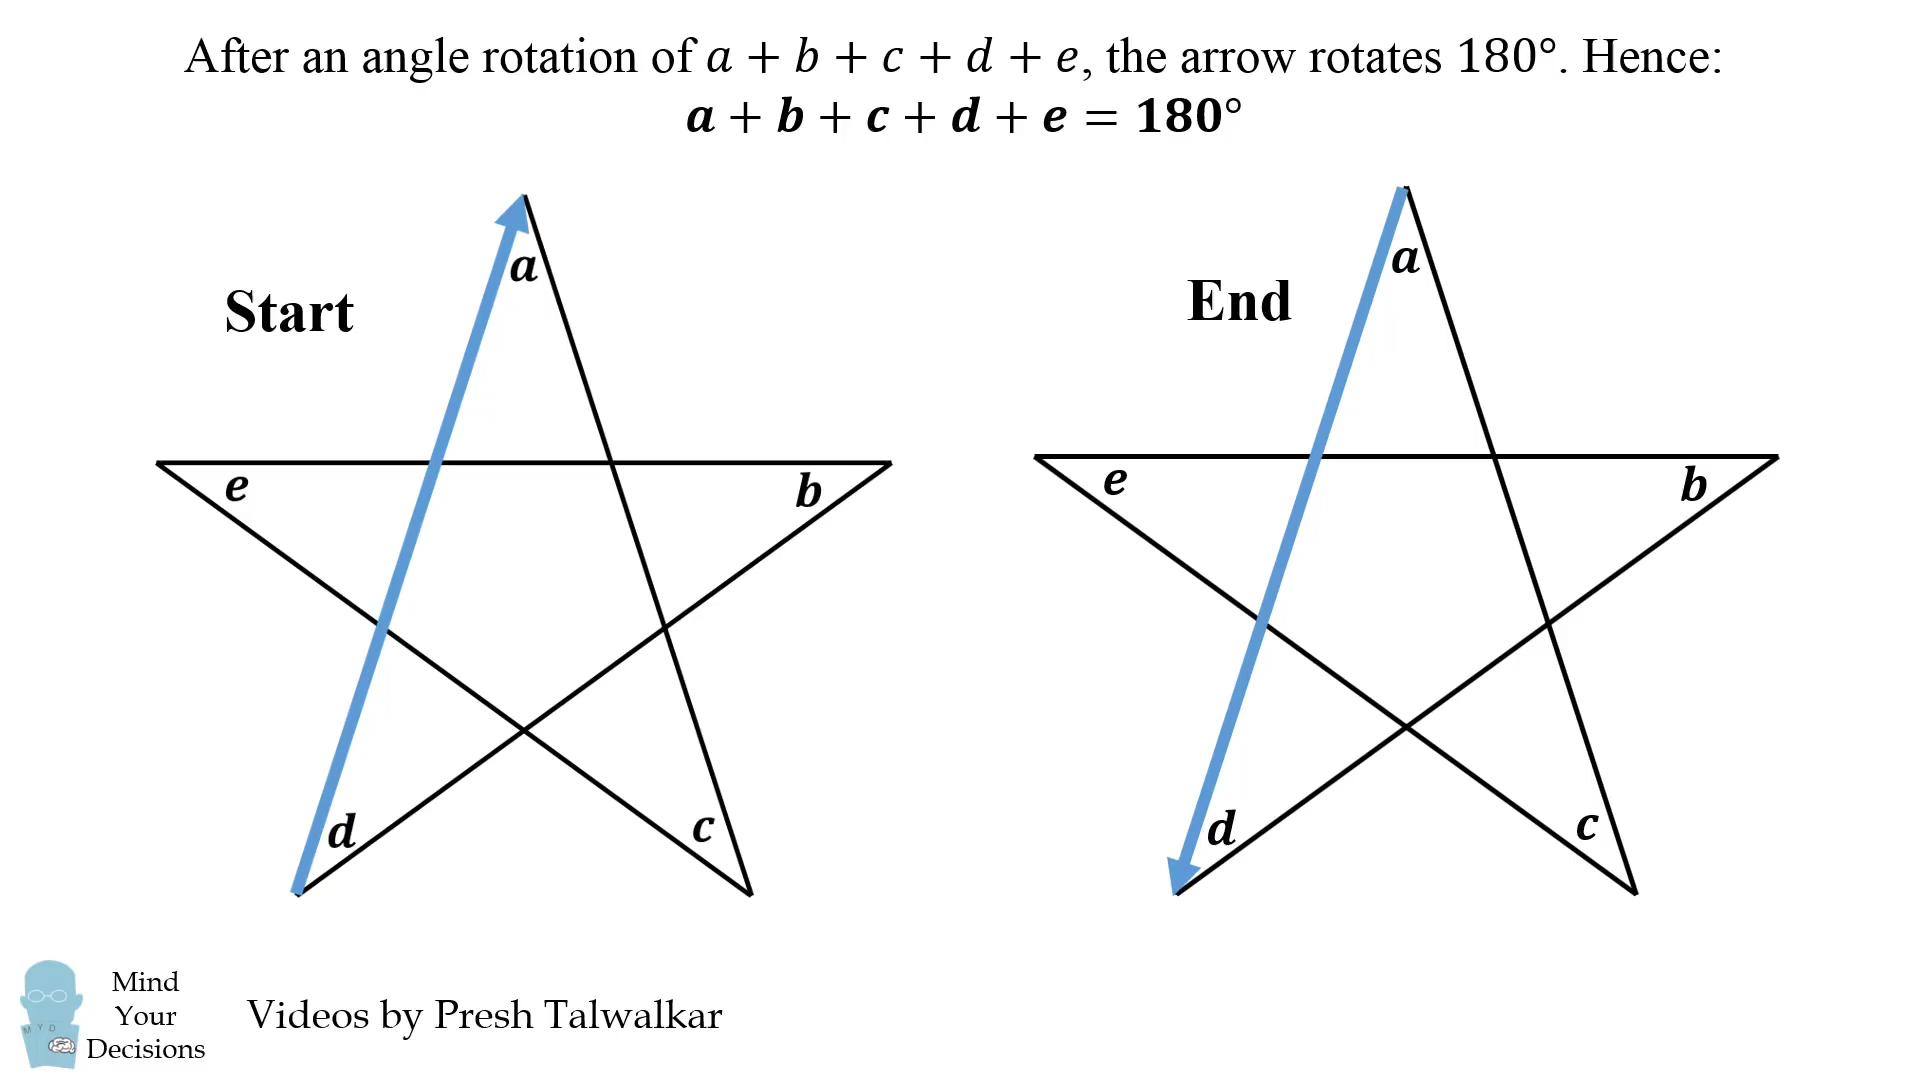 After an angle rotation of a + b + c + d + e, the arrow rotates 180°. Hence:
a + b + c + d + e = 180°
Start
a
e
b
d
c
End
a
e
b
d
c
Mind
Your
Decisions
M Y D
Videos by Presh Talwalkar